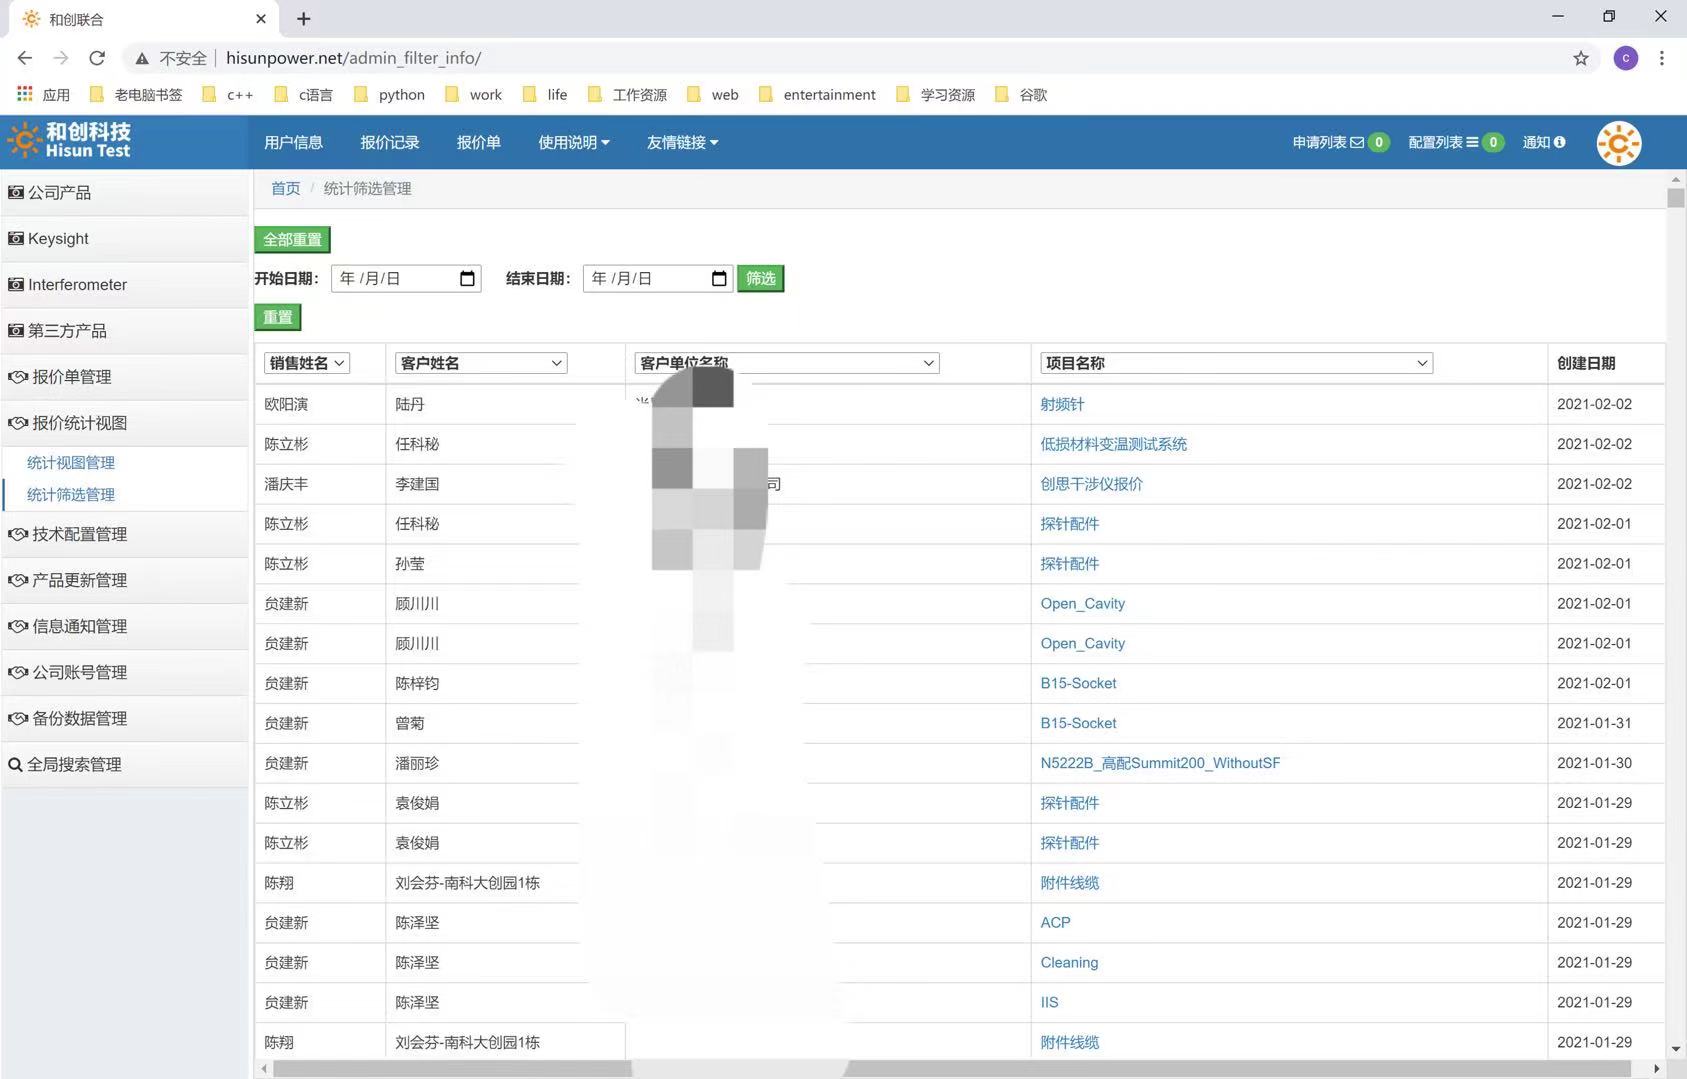 和创联合
不安全 hisunpower.net/admin_filter_info/
应用 老电脑书签 c++ c语言 python work life 工作资源 web entertainment 学习资源 谷歌
和创科技
Hisun Test
用户信息 报价记录 报价单 使用说明 友情链接 申请列表 0 配置列表 0 通知
公司产品
Keysight
Interferometer
第三方产品
报价单管理
报价统计视图
统计视图管理
统计筛选管理
技术配置管理
产品更新管理
信息通知管理
公司账号管理
备份数据管理
全局搜索管理
首页 / 统计筛选管理
全部重置
开始日期： 年 /月/日 结束日期： 年 /月/日 筛选
重置
销售姓名 客户姓名 客户单位名称 项目名称 创建日期
欧阳演 陆丹 射频针 2021-02-02
陈立彬 任科秘 低损材料变温测试系统 2021-02-02
潘庆丰 李建国 司 创思干涉仪报价 2021-02-02
陈立彬 任科秘 探针配件 2021-02-01
陈立彬 孙莹 探针配件 2021-02-01
贠建新 顾川川 Open_Cavity 2021-02-01
贠建新 顾川川 Open_Cavity 2021-02-01
贠建新 陈梓钧 B15-Socket 2021-02-01
贠建新 曾菊 B15-Socket 2021-01-31
贠建新 潘丽珍 N5222B_高配Summit200_WithoutSF 2021-01-30
陈立彬 袁俊娟 探针配件 2021-01-29
陈立彬 袁俊娟 探针配件 2021-01-29
陈翔 刘会芬-南科大创园1栋 附件线缆 2021-01-29
贠建新 陈泽坚 ACP 2021-01-29
贠建新 陈泽坚 Cleaning 2021-01-29
贠建新 陈泽坚 IIS 2021-01-29
陈翔 刘会芬-南科大创园1栋 附件线缆 2021-01-29